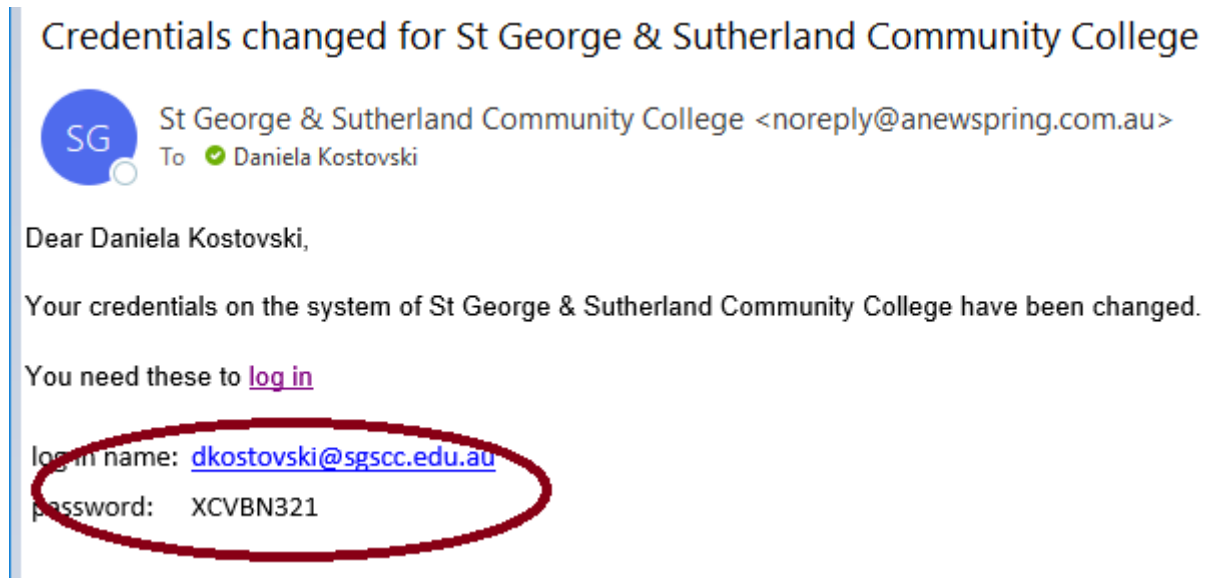 Credentials changed for St George & Sutherland Community College
SG
St George & Sutherland Community College <noreply@anewspring.com.au>
To Daniela Kostovski
Dear Daniela Kostovski,
Your credentials on the system of St George & Sutherland Community College have been changed.
You need these to log in
log in name: dkostovski@sgscc.edu.au
password: XCVBN321